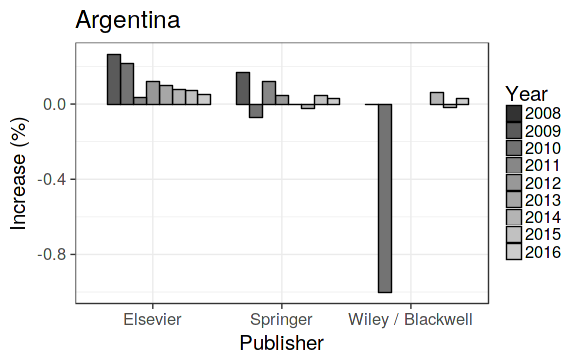 Argentina
Increase (%)
0.0
-0.4
-0.8
Elsevier Springer Wiley / Blackwell
Publisher
Year
2008
2009
2010
2011
2012
2013
2014
2015
2016